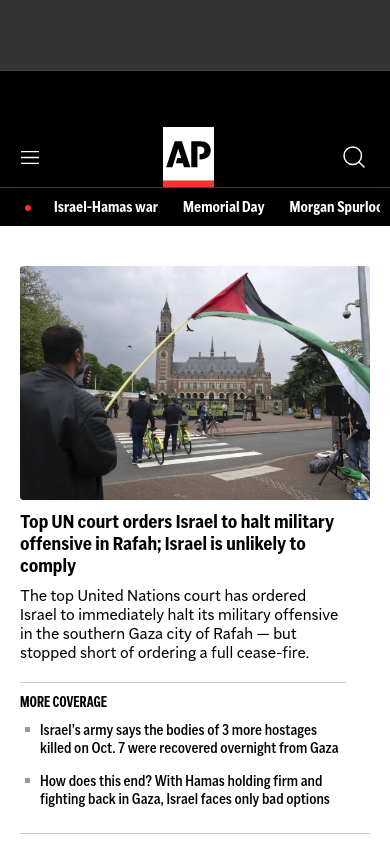 AP
Israel-Hamas war Memorial Day Morgan Spurloc
Top UN court orders Israel to halt military
offensive in Rafah; Israel is unlikely to
comply
The top United Nations court has ordered
Israel to immediately halt its military offensive
in the southern Gaza city of Rafah — but
stopped short of ordering a full cease-fire.
MORE COVERAGE
Israel’s army says the bodies of 3 more hostages
killed on Oct. 7 were recovered overnight from Gaza
How does this end? With Hamas holding firm and
fighting back in Gaza, Israel faces only bad options